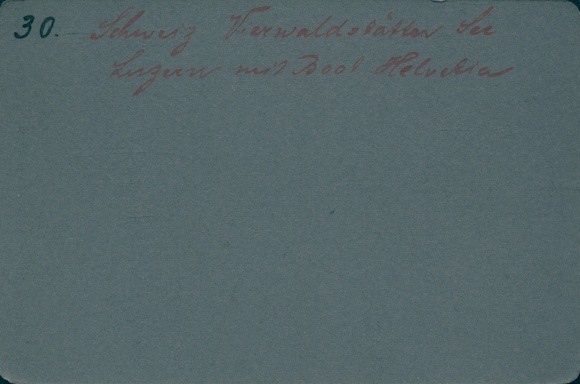 30. Schweiz Vierwaldstätter See
Luzern mit Boot Helvetia